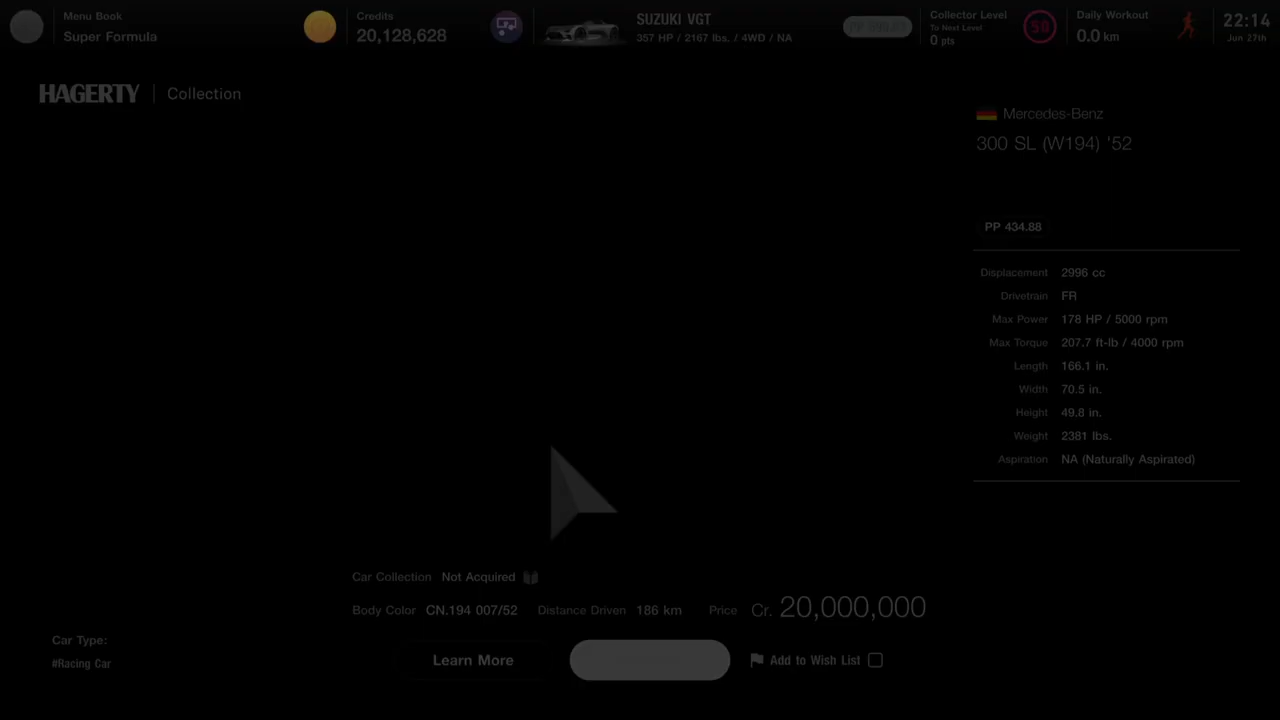 Menu Book
Super Formula
Credits
20,128,628
SUZUKI VGT
357 HP / 2167 lbs. / 4WD / NA
Collector Level
To Next Level
0 pts
50
Daily Workout
0.0 km
22:14
Jun 27th
HAGERTY | Collection
Mercedes-Benz
300 SL (W194) '52
PP 434.88
Displacement 2996 cc
Drivetrain FR
Max Power 178 HP / 5000 rpm
Max Torque 207.7 ft-lb / 4000 rpm
Length 166.1 in.
Width 70.5 in.
Height 49.8 in.
Weight 2381 lbs.
Aspiration NA (Naturally Aspirated)
Car Collection Not Acquired
Body Color CN.194 007/52 Distance Driven 186 km Price Cr. 20,000,000
Car Type:
#Racing Car
Learn More
Add to Wish List